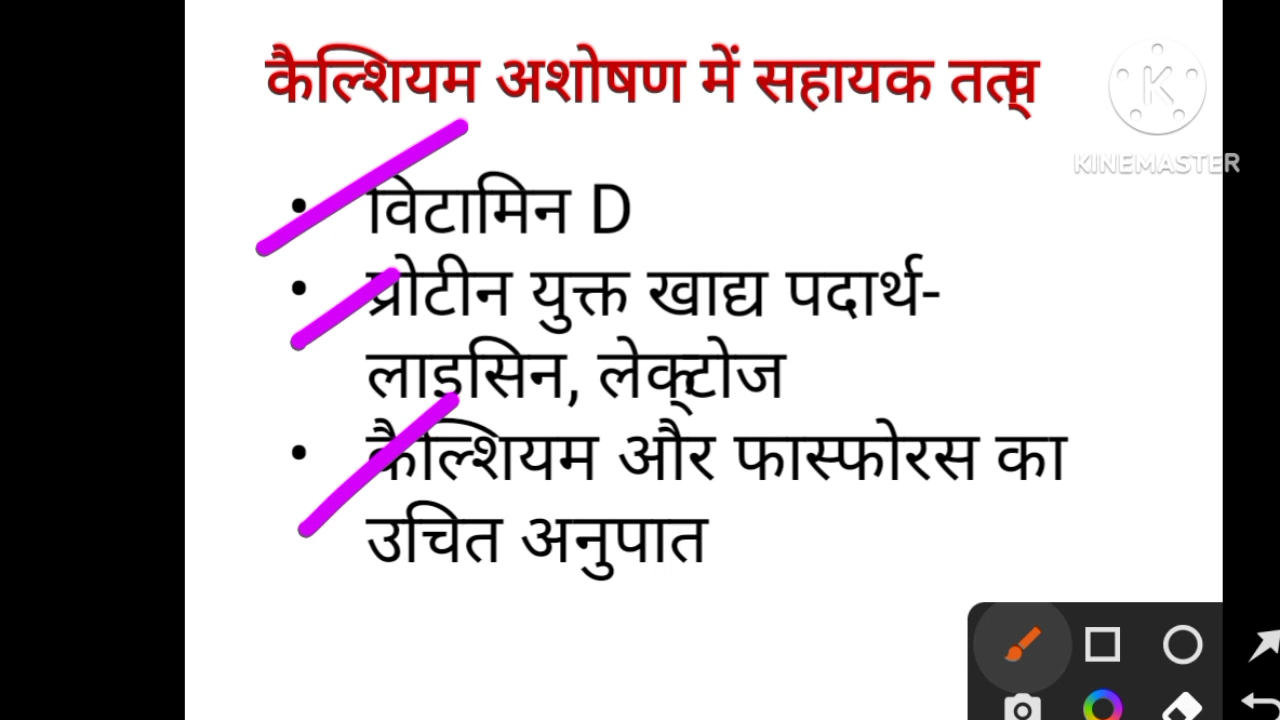 कैल्शियम अशोषण में सहायक तत्व
KINEMASTER
• विटामिन D
• प्रोटीन युक्त खाद्य पदार्थ-
लाइसिन, लेक्टोज
• कैल्शियम और फास्फोरस का
उचित अनुपात